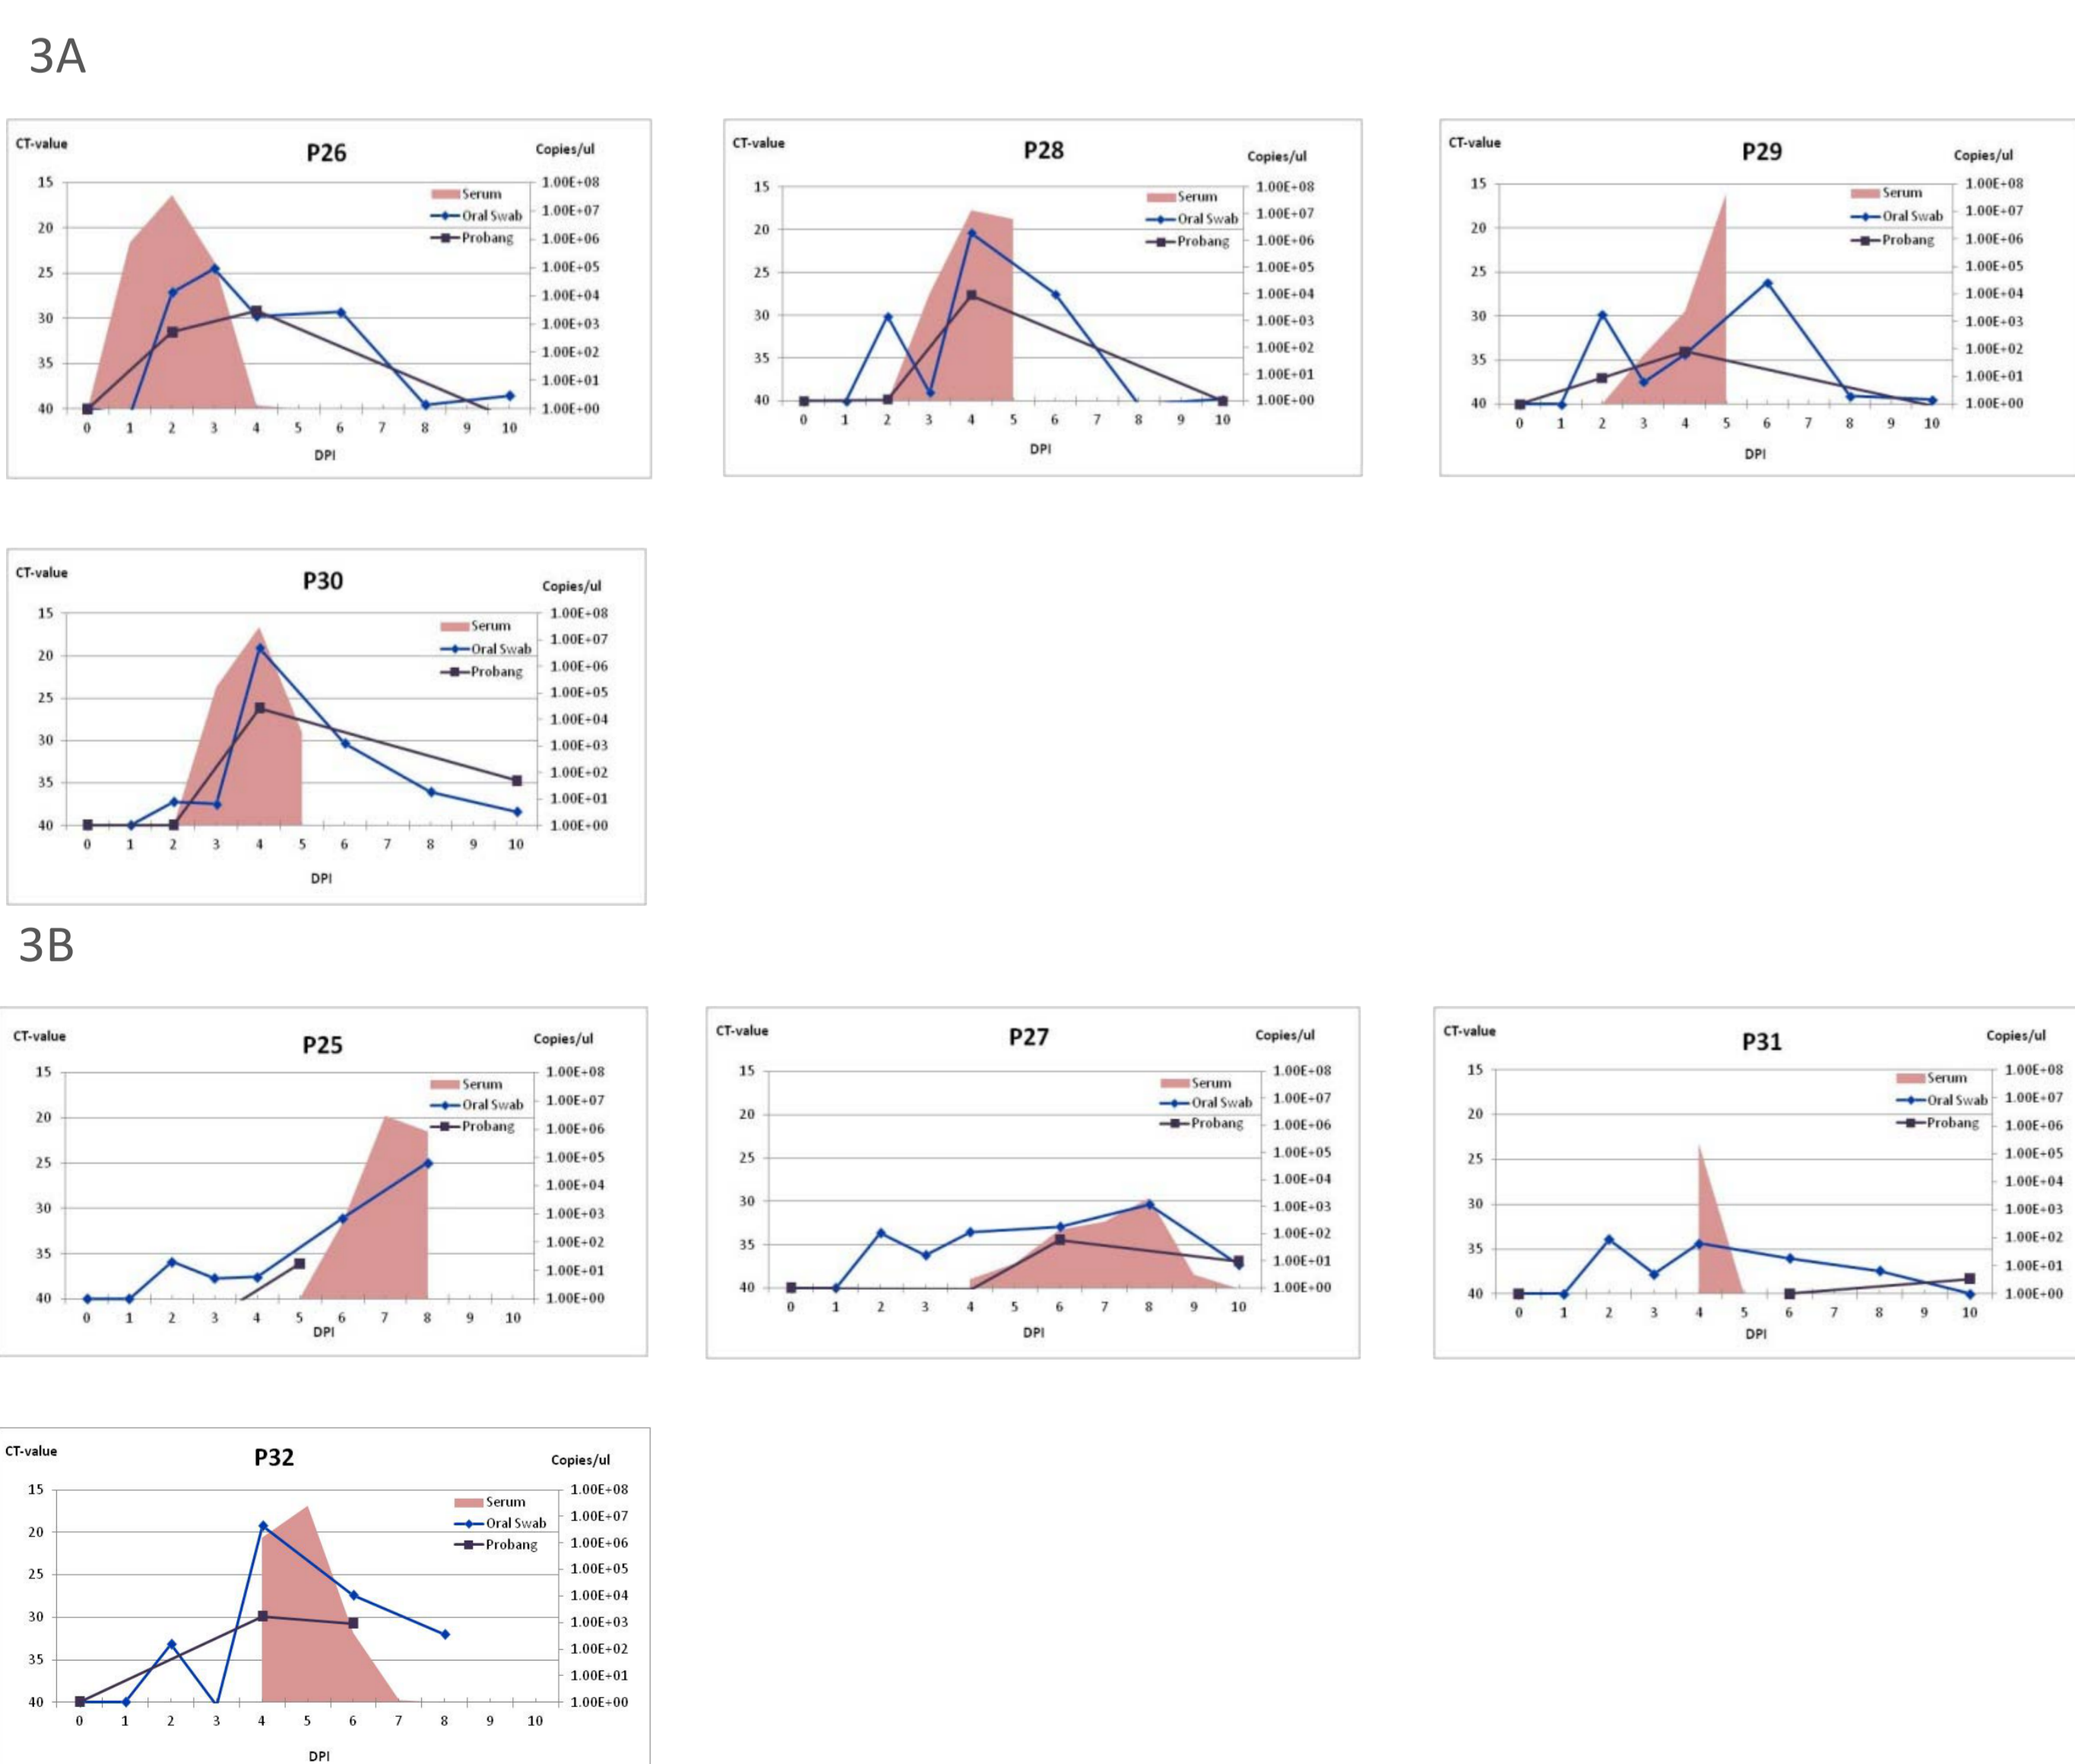 3A
CT-value
P26
Copies/ul
15
20
25
30
35
40
Serum
Oral Swab
Probang
1.00E+08
1.00E+07
1.00E+06
1.00E+05
1.00E+04
1.00E+03
1.00E+02
1.00E+01
1.00E+00
0 1 2 3 4 5 6 7 8 9 10
DPI
CT-value
P28
Copies/ul
15
20
25
30
35
40
Serum
Oral Swab
Probang
1.00E+08
1.00E+07
1.00E+06
1.00E+05
1.00E+04
1.00E+03
1.00E+02
1.00E+01
1.00E+00
0 1 2 3 4 5 6 7 8 9 10
DPI
CT-value
P29
Copies/ul
15
20
25
30
35
40
Serum
Oral Swab
Probang
1.00E+08
1.00E+07
1.00E+06
1.00E+05
1.00E+04
1.00E+03
1.00E+02
1.00E+01
1.00E+00
0 1 2 3 4 5 6 7 8 9 10
DPI
CT-value
P30
Copies/ul
15
20
25
30
35
40
Serum
Oral Swab
Probang
1.00E+08
1.00E+07
1.00E+06
1.00E+05
1.00E+04
1.00E+03
1.00E+02
1.00E+01
1.00E+00
0 1 2 3 4 5 6 7 8 9 10
DPI
3B
CT-value
P25
Copies/ul
15
20
25
30
35
40
Serum
Oral Swab
Probang
1.00E+08
1.00E+07
1.00E+06
1.00E+05
1.00E+04
1.00E+03
1.00E+02
1.00E+01
1.00E+00
0 1 2 3 4 5 6 7 8 9 10
DPI
CT-value
P27
Copies/ul
15
20
25
30
35
40
Serum
Oral Swab
Probang
1.00E+08
1.00E+07
1.00E+06
1.00E+05
1.00E+04
1.00E+03
1.00E+02
1.00E+01
1.00E+00
0 1 2 3 4 5 6 7 8 9 10
DPI
CT-value
P31
Copies/ul
15
20
25
30
35
40
Serum
Oral Swab
Probang
1.00E+08
1.00E+07
1.00E+06
1.00E+05
1.00E+04
1.00E+03
1.00E+02
1.00E+01
1.00E+00
0 1 2 3 4 5 6 7 8 9 10
DPI
CT-value
P32
Copies/ul
15
20
25
30
35
40
Serum
Oral Swab
Probang
1.00E+08
1.00E+07
1.00E+06
1.00E+05
1.00E+04
1.00E+03
1.00E+02
1.00E+01
1.00E+00
0 1 2 3 4 5 6 7 8 9 10
DPI